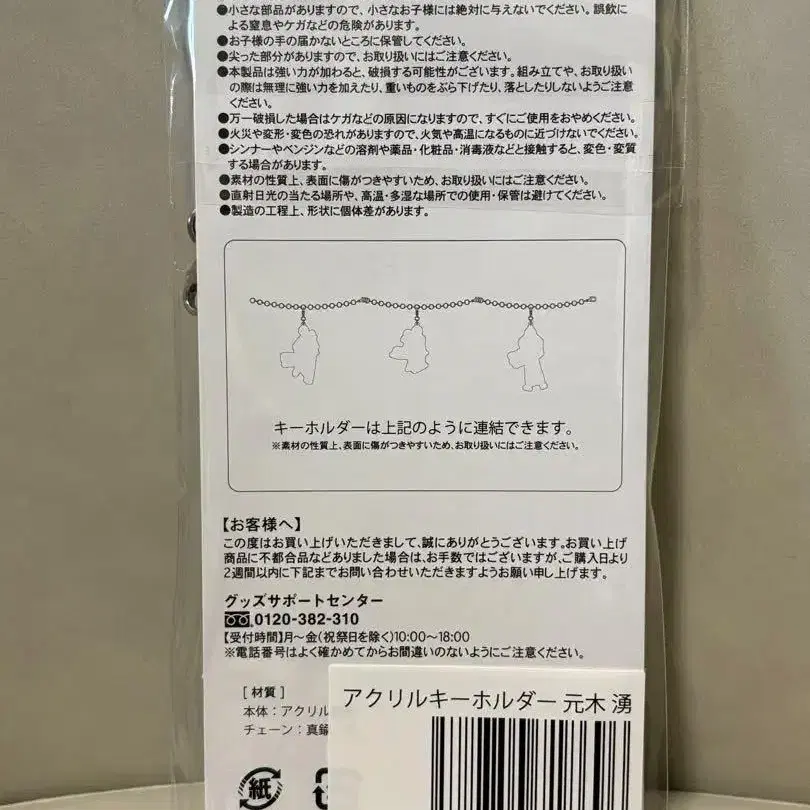 ●小さな部品がありますので、小さなお子様には絶対に与えないでください。誤飲に
よる窒息やケガなどの危険があります。
●お子様の手の届かないところに保管してください。
●尖った部分がありますので、お取り扱いにはご注意ください。
●本製品は強い力が加わると、破損する可能性がございます。組み立てや、お取り扱い
の際は無理に強い力を加えたり、重いものをぶら下げたり、落としたりしないようご注意
ください。
●万一破損した場合はケガなどの原因になりますので、すぐにご使用をおやめください。
●火災や変形・変色の恐れがありますので、火気や高温になるものに近づけないでください。
●シンナーやベンジンなどの溶剤や薬品・化粧品・消毒液などと接触すると、変色・変質
する場合があります。
●素材の性質上、表面に傷がつきやすいため、お取り扱いにはご注意ください。
●直射日光の当たる場所や、高温・多湿な場所での使用・保管は避けてください。
●製造の工程上、形状に個体差があります。
キーホルダーは上記のように連結できます。
※素材の性質上、表面に傷がつきやすいため、お取り扱いにはご注意ください。
【お客様へ】
この度はお買い上げいただきまして、誠にありがとうございます。お買い上げ
商品に不都合品などありました場合は、お手数ではございますが、ご購入日より
2週間以内に下記までお問い合わせいただきますようお願い申し上げます。
グッズサポートセンター
0120-382-310
【受付時間】月～金(祝祭日を除く)10:00～18:00
※電話番号はよく確かめてからお間違いのないようにご注意ください。
[ 材質 ]
本体：アクリル
チェーン：真鍮
アクリルキーホルダー 元木 湧
紙